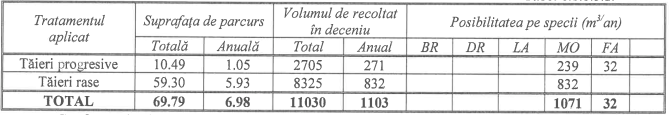 Tratamentul aplicat | Suprafața de parcurs | Volumul de recoltat în deceniu | Posibilitatea pe specii (m³/an)
Totală | Anuală | Total | Anual | BR | DR | LA | MO | FA
Tăieri progresive | 10.49 | 1.05 | 2705 | 271 | | | | 239 | 32
Tăieri rase | 59.30 | 5.93 | 8325 | 832 | | | | 832 |
TOTAL | 69.79 | 6.98 | 11030 | 1103 | | | | 1071 | 32